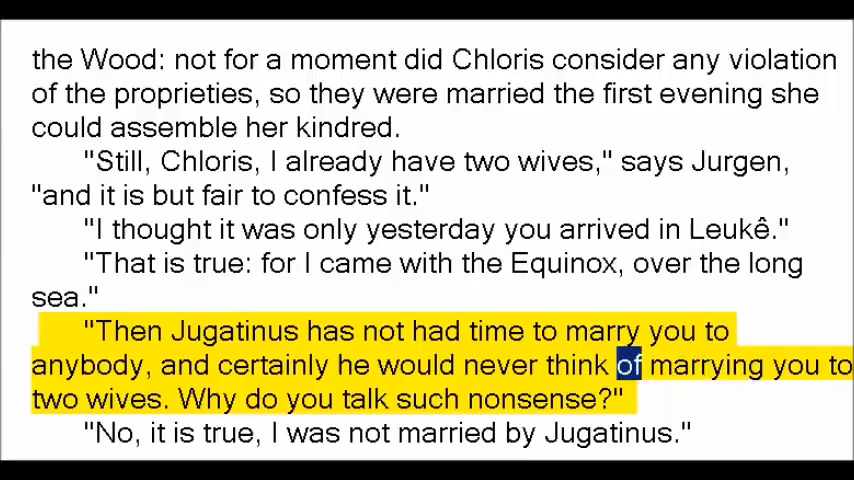 the Wood: not for a moment did Chloris consider any violation
of the proprieties, so they were married the first evening she
could assemble her kindred.
"Still, Chloris, I already have two wives," says Jurgen,
"and it is but fair to confess it."
"I thought it was only yesterday you arrived in Leukê."
"That is true: for I came with the Equinox, over the long
sea."
"Then Jugatinus has not had time to marry you to
anybody, and certainly he would never think of marrying you to
two wives. Why do you talk such nonsense?"
"No, it is true, I was not married by Jugatinus."